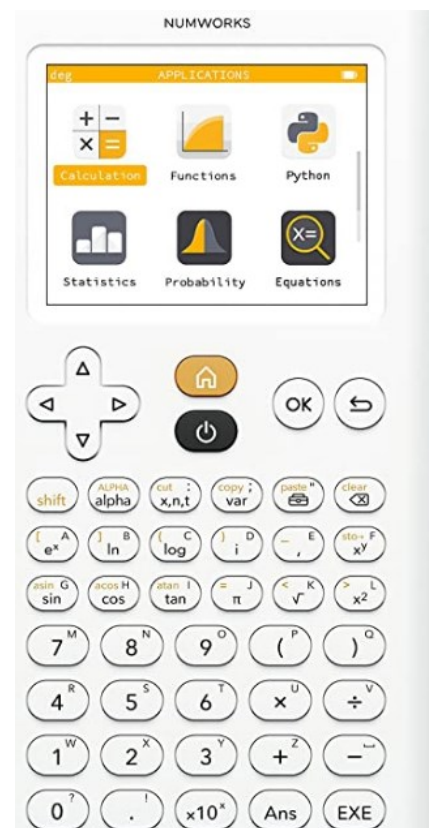 NUMWORKS
deg APPLICATIONS
+ − × =
X=
Calculation Functions Python
Statistics Probability Equations
OK
shift ALPHA alpha cut : x,n,t copy ; var paste " clear
[ A eˣ ] B ln { C log } D i _ E , sto→ F xʸ
asin G sin acos H cos atan I tan = J π < K √ > L x²
7 M 8 N 9 O ( P ) Q
4 R 5 S 6 T × U ÷ V
1 W 2 X 3 Y + Z −
0 ? . ! ×10ˣ Ans EXE